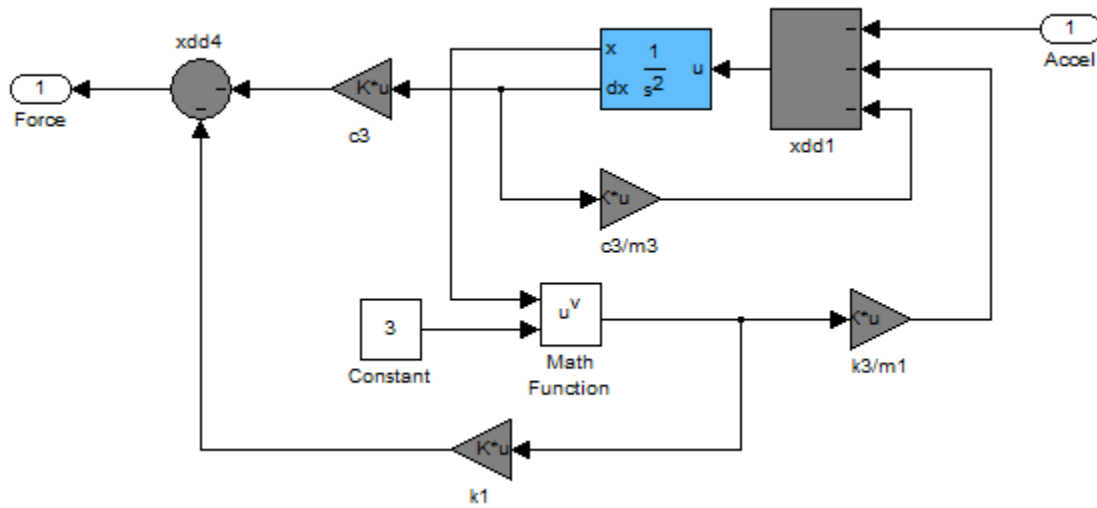 xdd4
1
Force
K*u
c3
x
dx
1
s2
u
-
-
-
xdd1
1
Accel
-
-
K*u
c3/m3
3
Constant
uv
Math
Function
K*u
k3/m1
K*u
k1